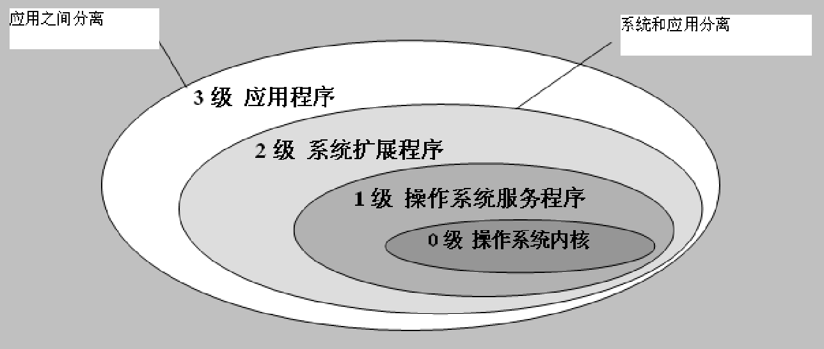 应用之间分离
系统和应用分离
3级 应用程序
2级 系统扩展程序
1级 操作系统服务程序
0级 操作系统内核